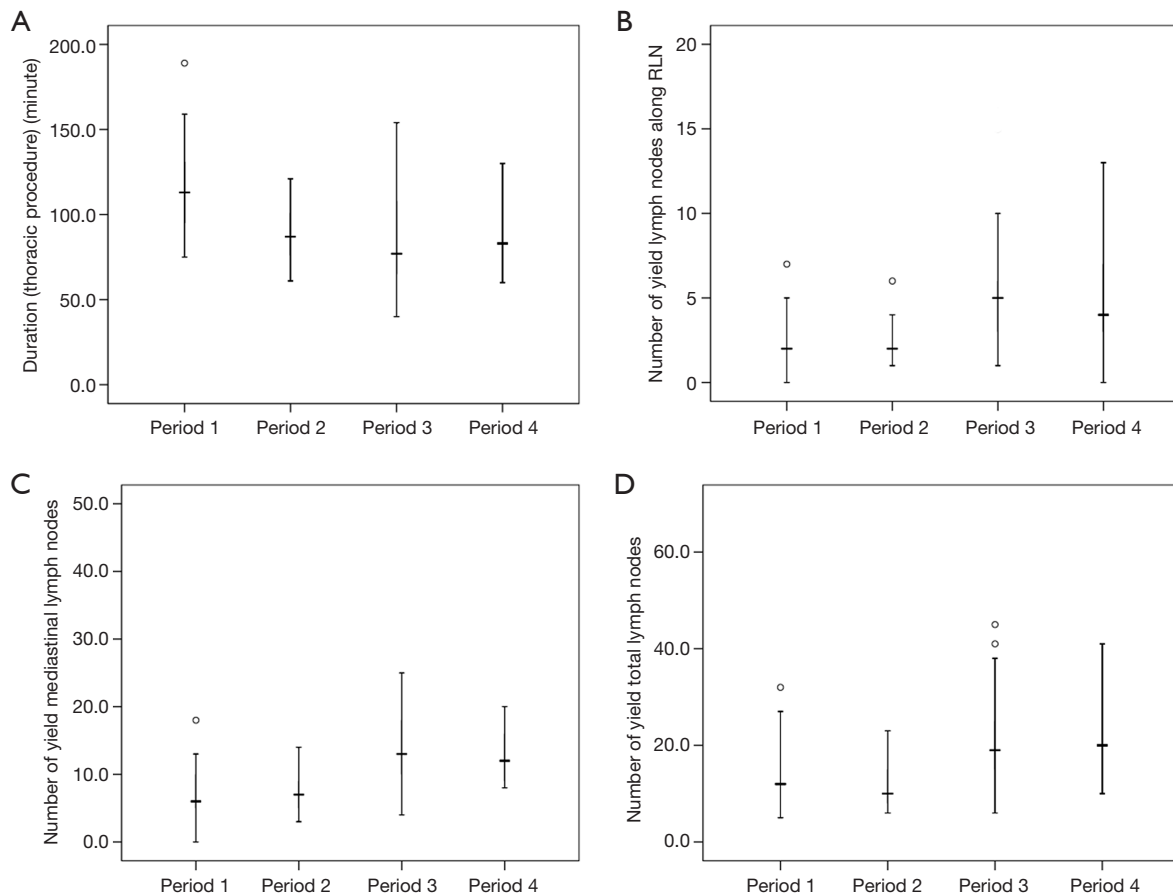 A
Duration (thoracic procedure) (minute)
200.0
150.0
100.0
50.0
0.0
Period 1 Period 2 Period 3 Period 4
B
Number of yield lymph nodes along RLN
20
15
10
5
0
Period 1 Period 2 Period 3 Period 4
C
Number of yield mediastinal lymph nodes
50.0
40.0
30.0
20.0
10.0
0.0
Period 1 Period 2 Period 3 Period 4
D
Number of yield total lymph nodes
60.0
40.0
20.0
0.0
Period 1 Period 2 Period 3 Period 4